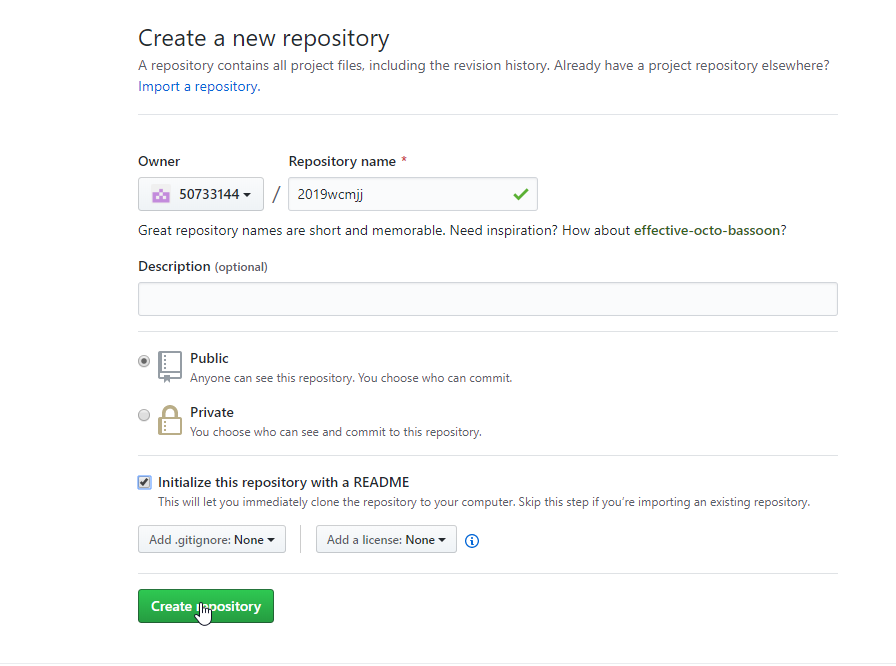 Create a new repository
A repository contains all project files, including the revision history. Already have a project repository elsewhere?
Import a repository.
Owner
Repository name *
50733144 / 2019wcmjj
Great repository names are short and memorable. Need inspiration? How about effective-octo-bassoon?
Description (optional)
Public
Anyone can see this repository. You choose who can commit.
Private
You choose who can see and commit to this repository.
Initialize this repository with a README
This will let you immediately clone the repository to your computer. Skip this step if you’re importing an existing repository.
Add .gitignore: None
Add a license: None
Create repository